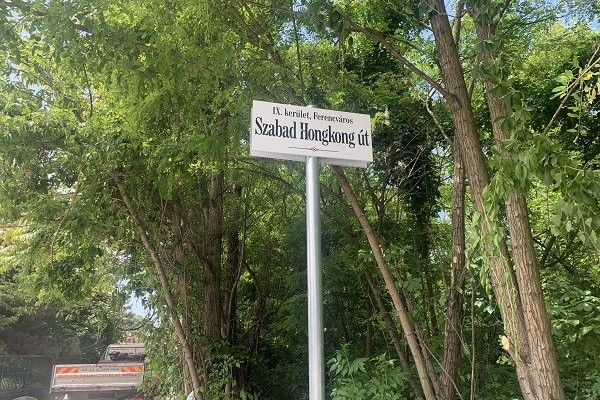 IX. kerület, Ferencváros
Szabad Hongkong út